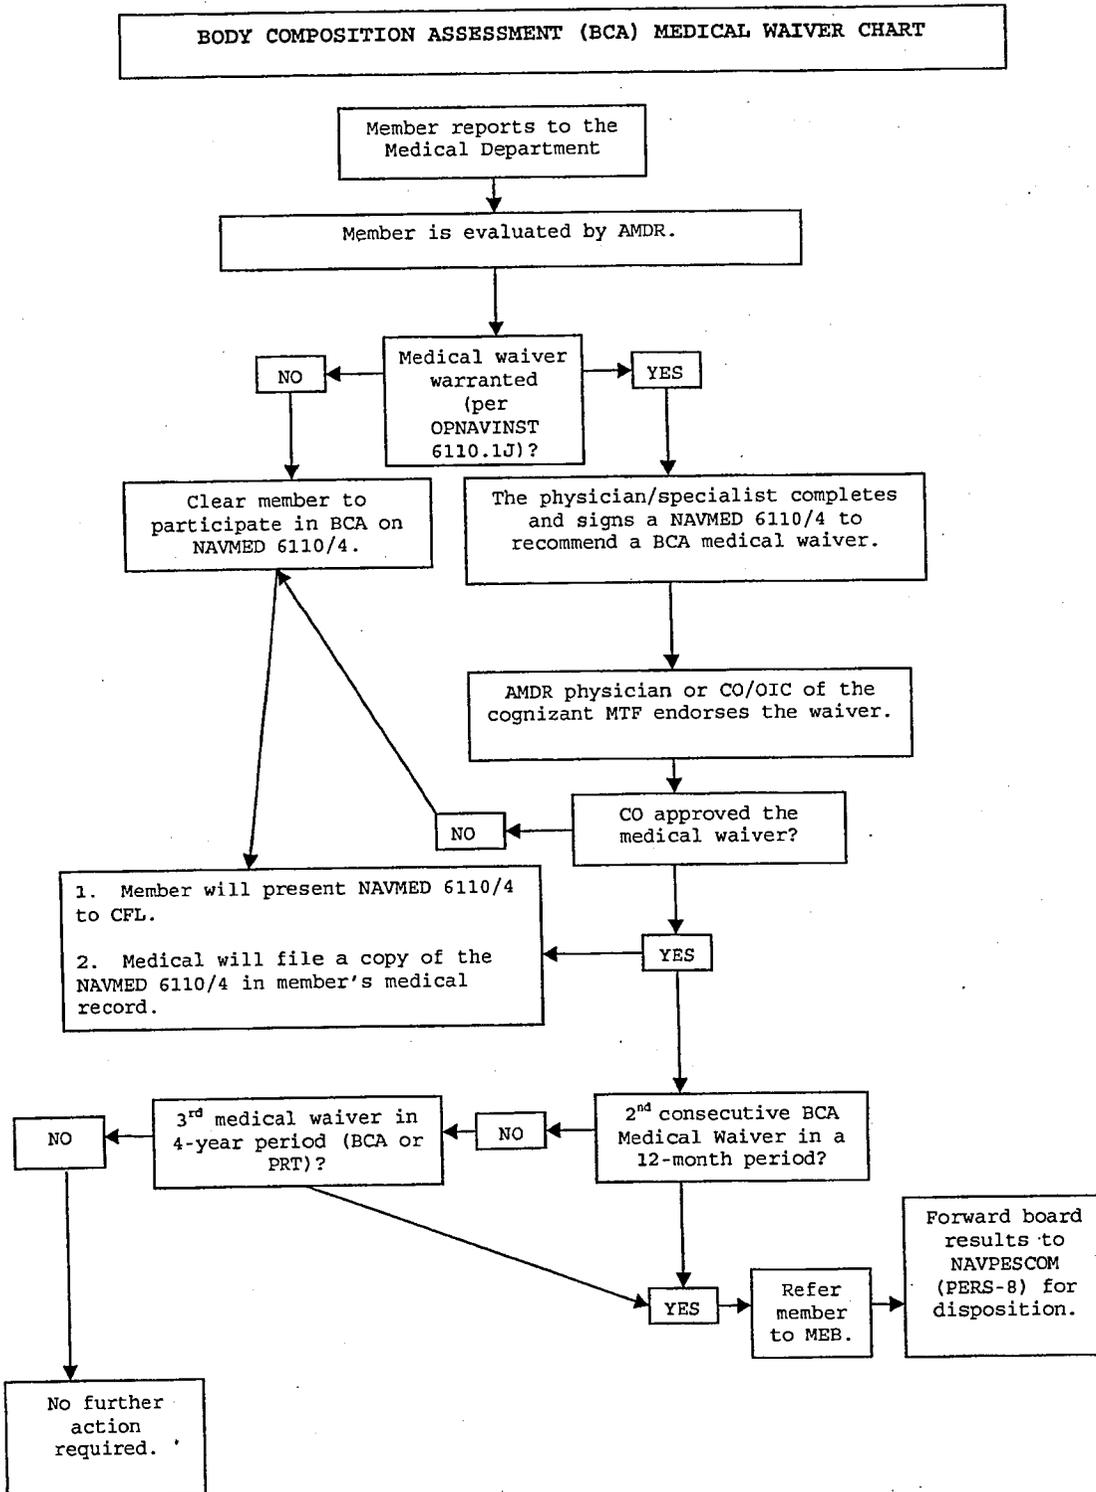 BODY COMPOSITION ASSESSMENT (BCA) MEDICAL WAIVER CHART
Member reports to the
Medical Department
Member is evaluated by AMDR.
Medical waiver
warranted
(per
OPNAVINST
6110.1J)?
NO
YES
Clear member to
participate in BCA on
NAVMED 6110/4.
The physician/specialist completes
and signs a NAVMED 6110/4 to
recommend a BCA medical waiver.
AMDR physician or CO/OIC of the
cognizant MTF endorses the waiver.
CO approved the
medical waiver?
NO
1. Member will present NAVMED 6110/4
to CFL.
2. Medical will file a copy of the
NAVMED 6110/4 in member's medical
record.
YES
2nd consecutive BCA
Medical Waiver in a
12-month period?
NO
3rd medical waiver in
4-year period (BCA or
PRT)?
NO
YES
Refer
member
to MEB.
Forward board
results to
NAVPESCOM
(PERS-8) for
disposition.
No further
action
required.